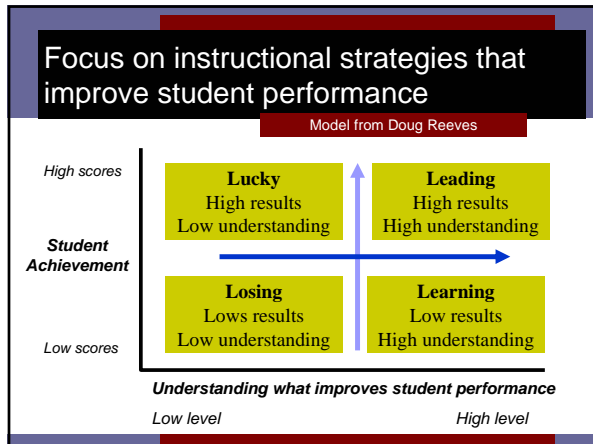 Focus on instructional strategies that
improve student performance
Model from Doug Reeves
High scores
Lucky
High results
Low understanding
Leading
High results
High understanding
Student
Achievement
Losing
Lows results
Low understanding
Learning
Low results
High understanding
Low scores
Understanding what improves student performance
Low level
High level